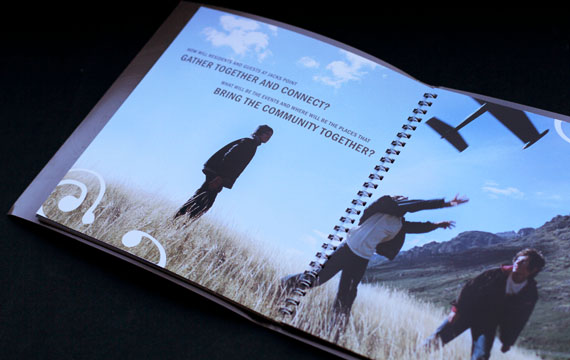 HOW WILL RESIDENTS AND GUESTS AT JACKS POINT
GATHER TOGETHER AND CONNECT?
WHAT WILL BE THE EVENTS AND WHERE WILL BE THE PLACES THAT
BRING THE COMMUNITY TOGETHER?